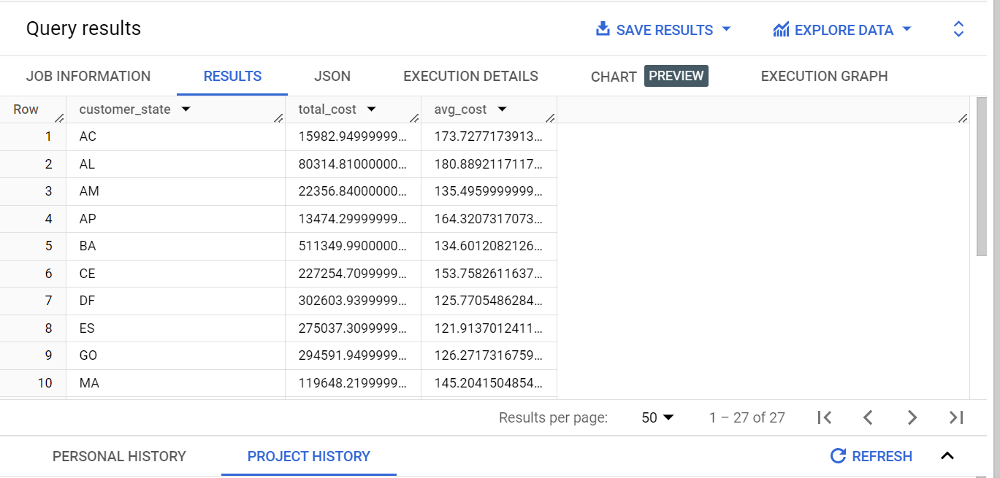 Query results SAVE RESULTS EXPLORE DATA
JOB INFORMATION RESULTS JSON EXECUTION DETAILS CHART PREVIEW EXECUTION GRAPH
Row customer_state total_cost avg_cost
1 AC 15982.94999999... 173.7277173913...
2 AL 80314.81000000... 180.8892117117...
3 AM 22356.84000000... 135.4959999999...
4 AP 13474.29999999... 164.3207317073...
5 BA 511349.9900000... 134.6012082126...
6 CE 227254.7099999... 153.7582611637...
7 DF 302603.9399999... 125.7705486284...
8 ES 275037.3099999... 121.9137012411...
9 GO 294591.9499999... 126.2717316759...
10 MA 119648.2199999... 145.2041504854...
Results per page: 50 1 – 27 of 27
PERSONAL HISTORY PROJECT HISTORY REFRESH